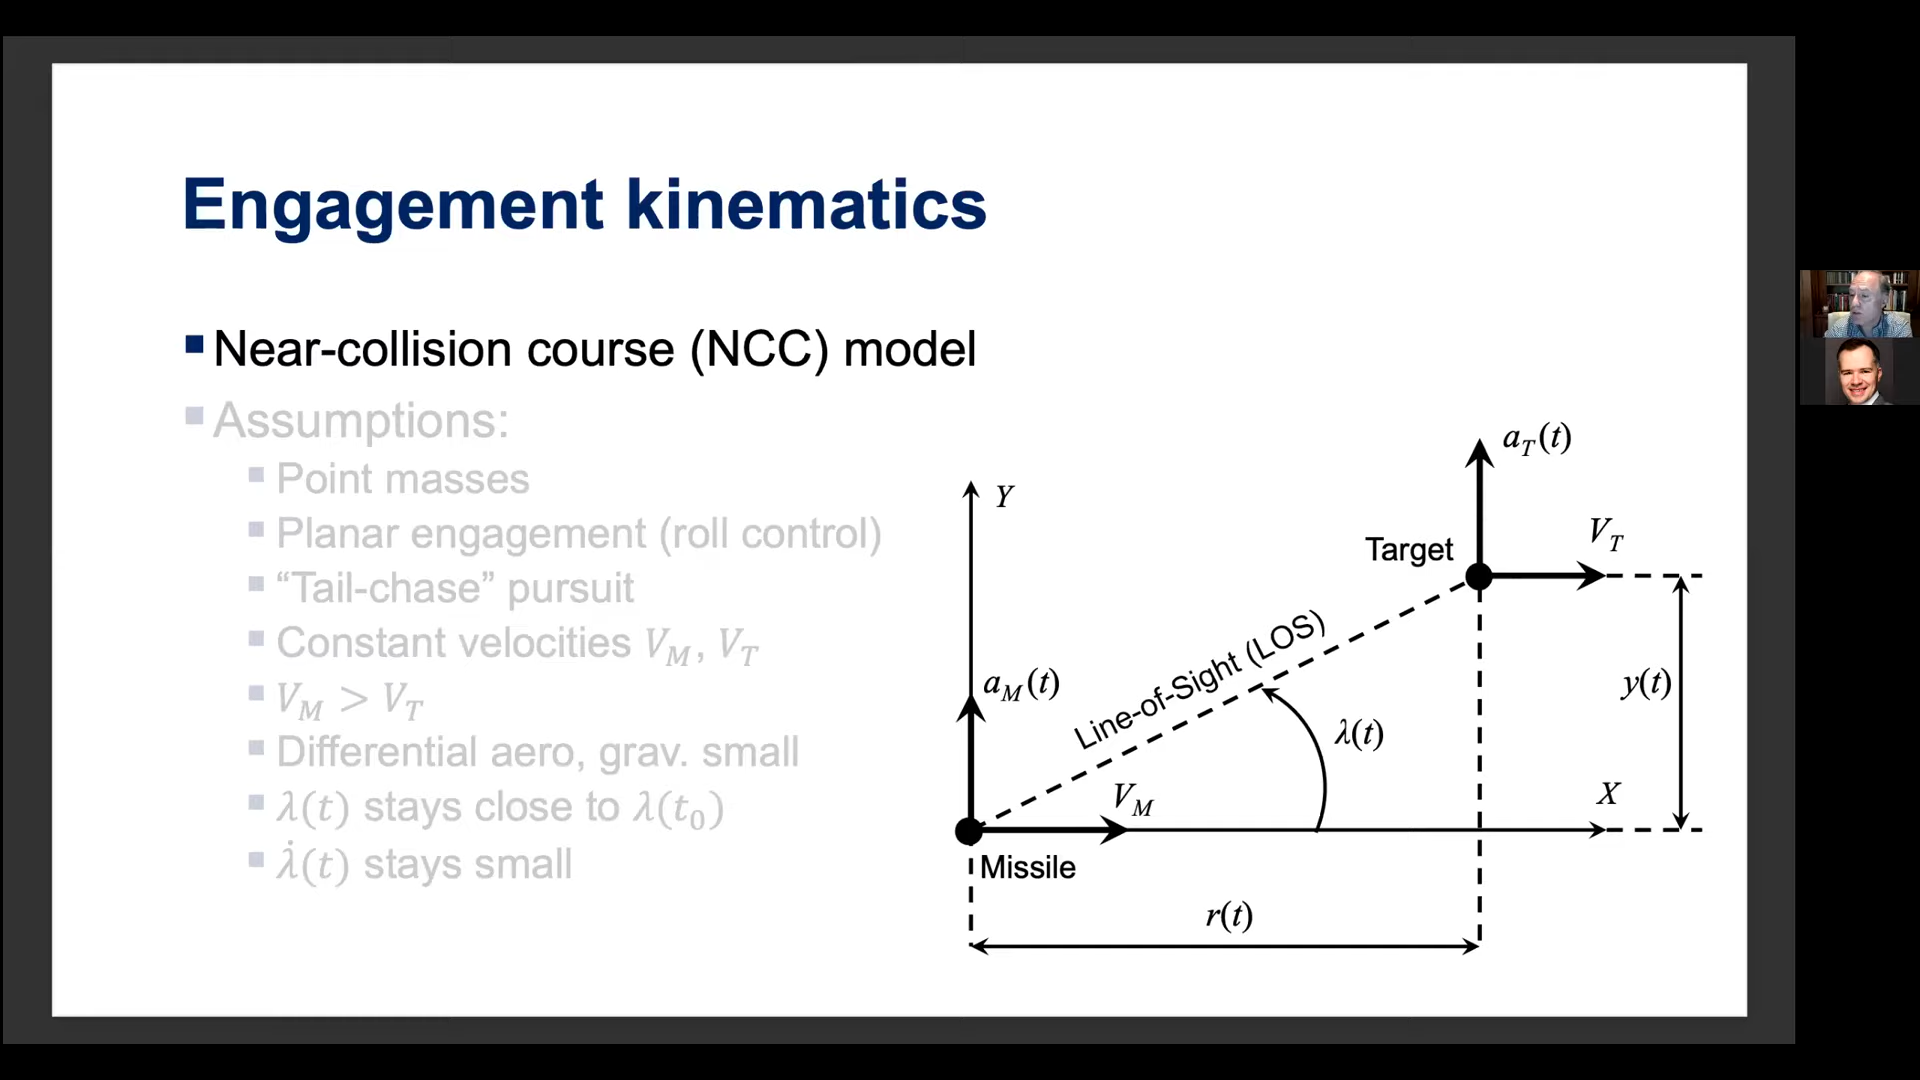 Engagement kinematics
Near-collision course (NCC) model
Assumptions:
Point masses
Planar engagement (roll control)
“Tail-chase” pursuit
Constant velocities V_M, V_T
V_M > V_T
Differential aero, grav. small
λ(t) stays close to λ(t₀)
λ̇(t) stays small
a_T(t)
Y
V_T
Target
Line-of-Sight (LOS)
a_M(t)
y(t)
λ(t)
V_M
X
Missile
r(t)